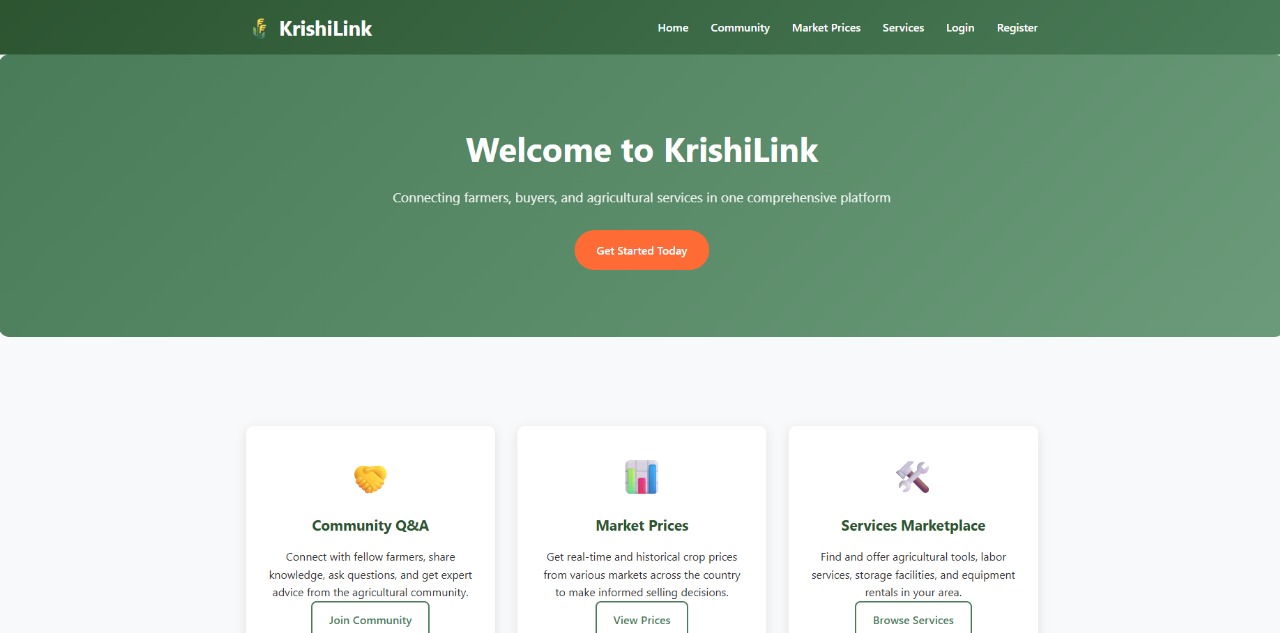 KrishiLink
Home Community Market Prices Services Login Register
Welcome to KrishiLink
Connecting farmers, buyers, and agricultural services in one comprehensive platform
Get Started Today
Community Q&A
Connect with fellow farmers, share
knowledge, ask questions, and get expert
advice from the agricultural community.
Join Community
Market Prices
Get real-time and historical crop prices
from various markets across the country
to make informed selling decisions.
View Prices
Services Marketplace
Find and offer agricultural tools, labor
services, storage facilities, and equipment
rentals in your area.
Browse Services